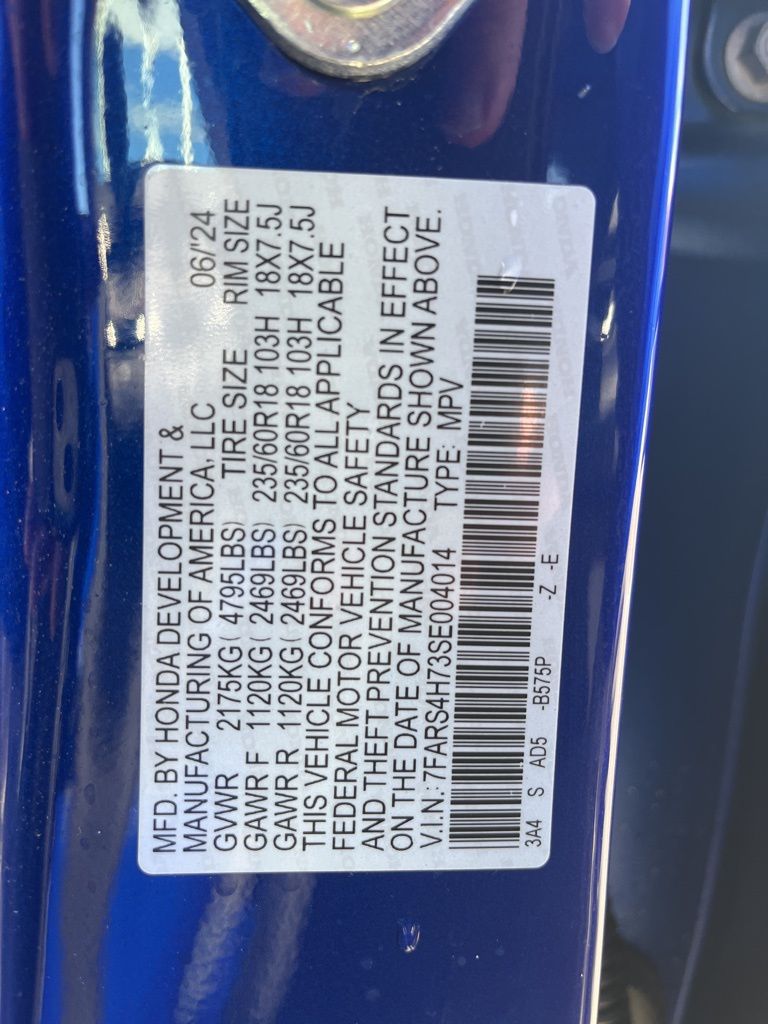 MFD. BY HONDA DEVELOPMENT &
MANUFACTURING OF AMERICA, LLC 06/'24
GVWR 2175KG( 4795LBS) TIRE SIZE RIM SIZE
GAWR F 1120KG( 2469LBS) 235/60R18 103H 18X7.5J
GAWR R 1120KG( 2469LBS) 235/60R18 103H 18X7.5J
THIS VEHICLE CONFORMS TO ALL APPLICABLE
FEDERAL MOTOR VEHICLE SAFETY
AND THEFT PREVENTION STANDARDS IN EFFECT
ON THE DATE OF MANUFACTURE SHOWN ABOVE.
V.I.N.: 7FARS4H73SE004014 TYPE: MPV
3A4 S AD5 -B575P -Z -E